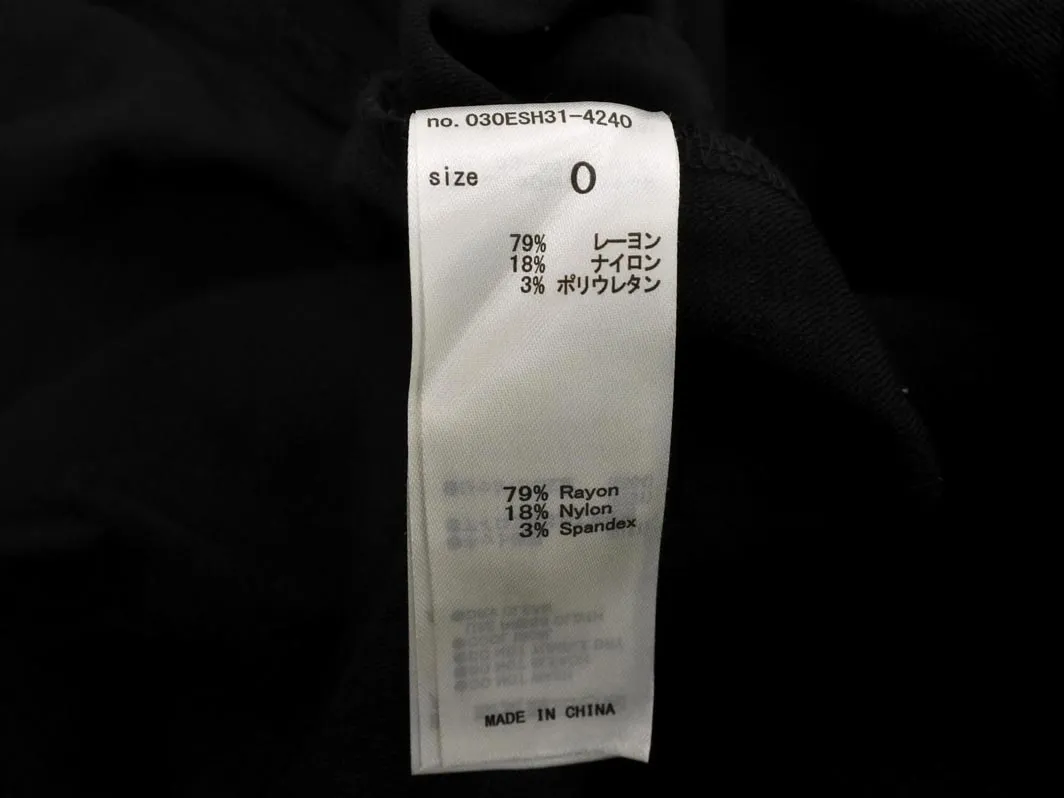 no. 030ESH31-4240
size 0
79% レーヨン
18% ナイロン
3% ポリウレタン
79% Rayon
18% Nylon
3% Spandex
MADE IN CHINA